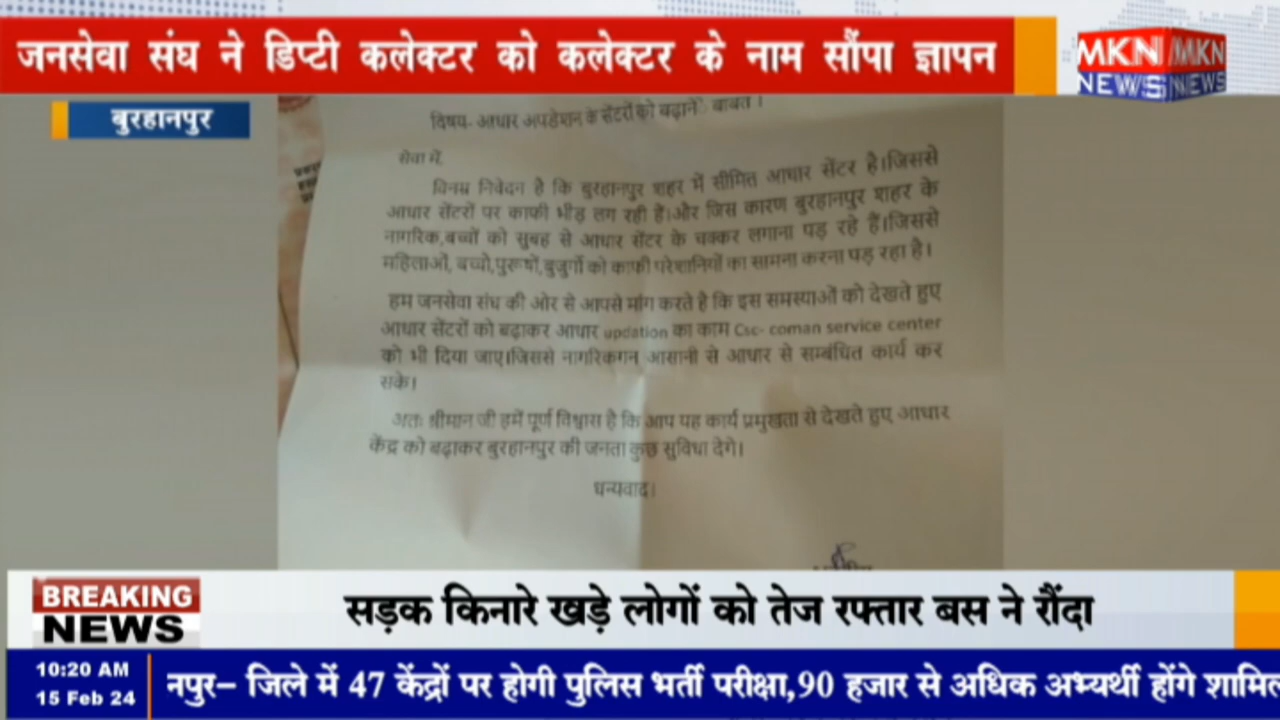 जनसेवा संघ ने डिप्टी कलेक्टर को कलेक्टर के नाम सौंपा ज्ञापन
MKN MKN
NEWS NEWS
बुरहानपुर
विषय- आधार अपडेशन के सेंटरों को बढ़ाने बाबत ।
सेवा में,
विनम्र निवेदन है कि बुरहानपुर शहर में सीमित आधार सेंटर है।जिससे
आधार सेंटरों पर काफी भीड़ लग रही हैं।और जिस कारण बुरहानपुर शहर के
नागरिक,बच्चों को सुबह से आधार सेंटर के चक्कर लगाना पड़ रहे हैं।जिससे
महिलाओं, बच्चो,पुरूषों,बुजुर्गो को काफी परेशानियों का सामना करना पड़ रहा है।
हम जनसेवा संघ की ओर से आपसे मांग करते है कि इस समस्याओं को देखते हुए
आधार सेंटरों को बढ़ाकर आधार updation का काम Csc- coman service center
को भी दिया जाए।जिससे नागरिकगन आसानी से आधार से सम्बंधित कार्य कर
सके।
अतः श्रीमान जी हमें पूर्ण विश्वास है कि आप यह कार्य प्रमुखता से देखते हुए आधार
केंद्र को बढ़ाकर बुरहानपुर की जनता कुछ सुविधा देगे।
धन्यवाद।
BREAKING
NEWS
सड़क किनारे खड़े लोगों को तेज रफ्तार बस ने रौंदा
10:20 AM
15 Feb 24
नपुर– जिले में 47 केंद्रों पर होगी पुलिस भर्ती परीक्षा,90 हजार से अधिक अभ्यर्थी होंगे शामिल